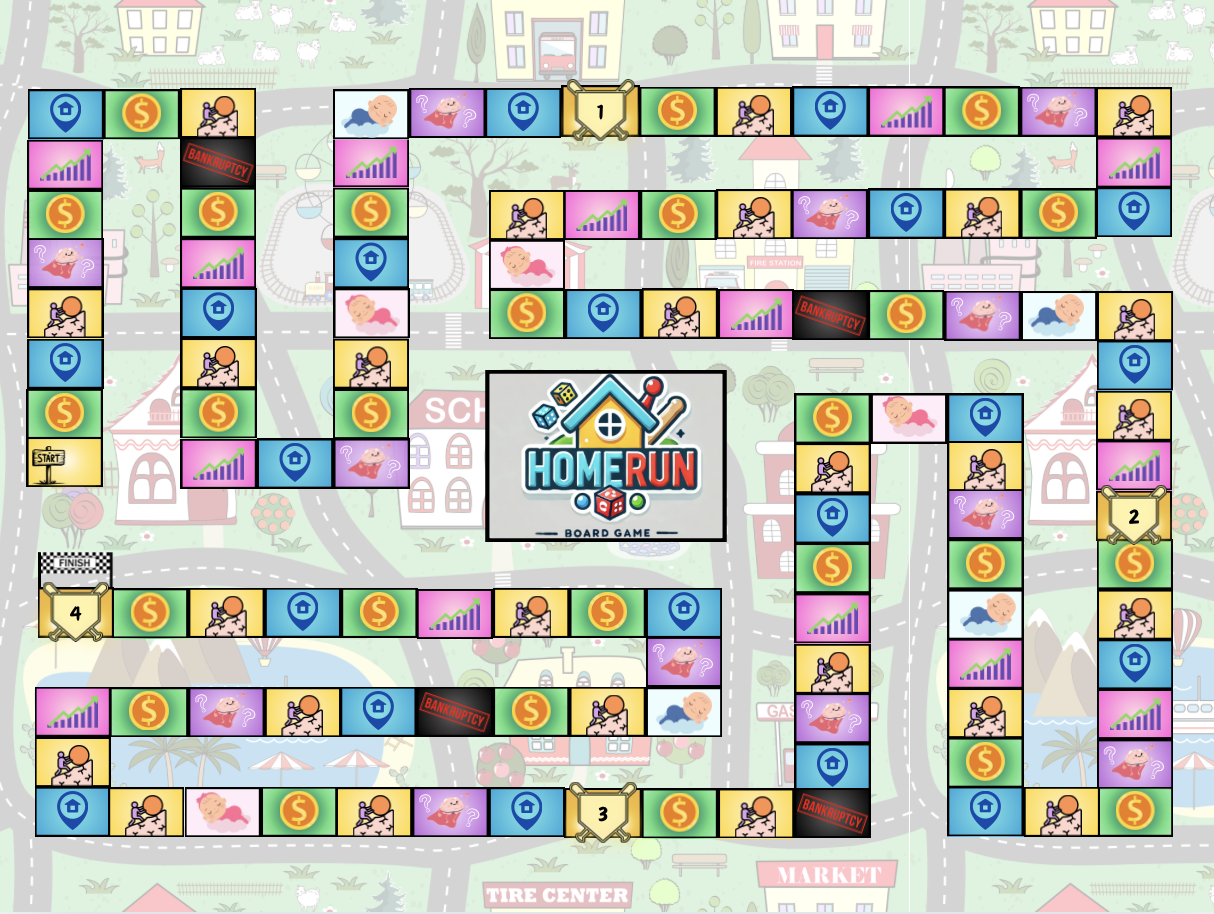 1
BANKRUPTCY
FIRE STATION
BANKRUPTCY
SCH
HOMERUN
BOARD GAME
START
2
FINISH
4
BANKRUPTCY
GAS
3
BANKRUPTCY
TIRE CENTER
MARKET